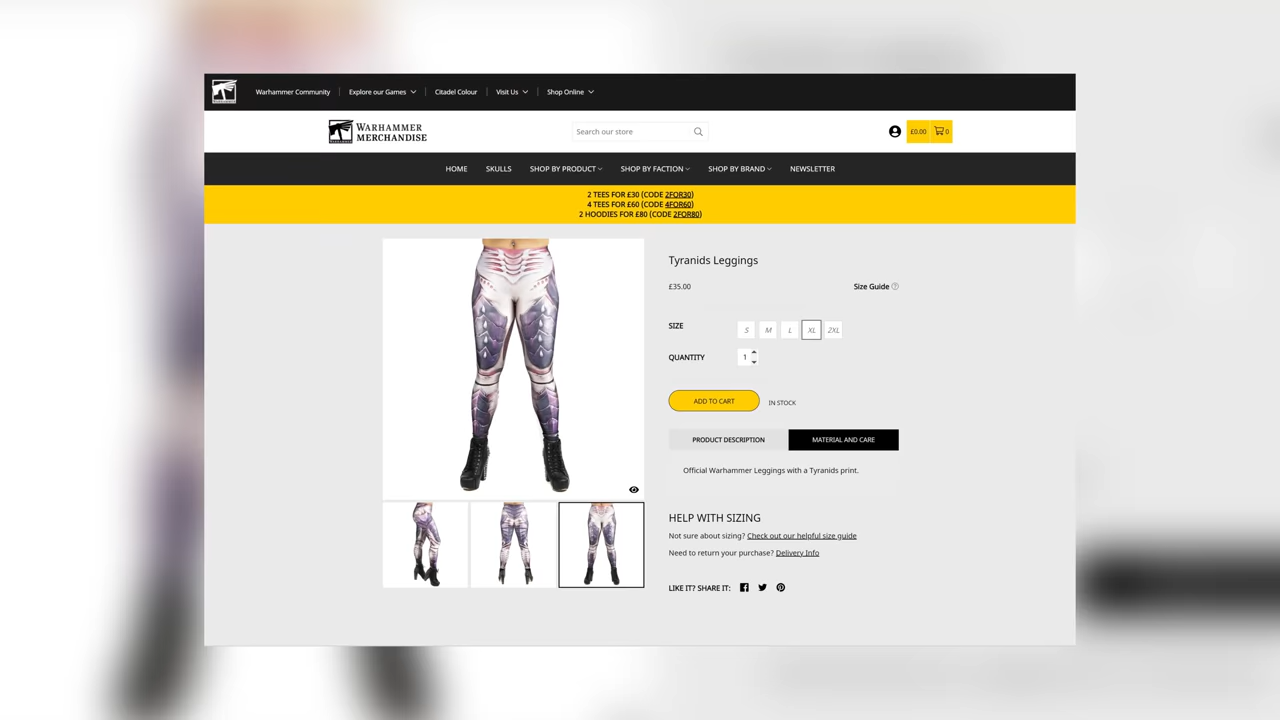 Warhammer Community Explore our Games Citadel Colour Visit Us Shop Online
WARHAMMER
MERCHANDISE
Search our store
£0.00 0
HOME SKULLS SHOP BY PRODUCT SHOP BY FACTION SHOP BY BRAND NEWSLETTER
2 TEES FOR £30 (CODE 2FOR30)
4 TEES FOR £60 (CODE 4FOR60)
2 HOODIES FOR £80 (CODE 2FOR80)
Tyranids Leggings
£35.00 Size Guide ?
SIZE S M L XL 2XL
QUANTITY 1
ADD TO CART IN STOCK
PRODUCT DESCRIPTION MATERIAL AND CARE
Official Warhammer Leggings with a Tyranids print.
HELP WITH SIZING
Not sure about sizing? Check out our helpful size guide
Need to return your purchase? Delivery Info
LIKE IT? SHARE IT: